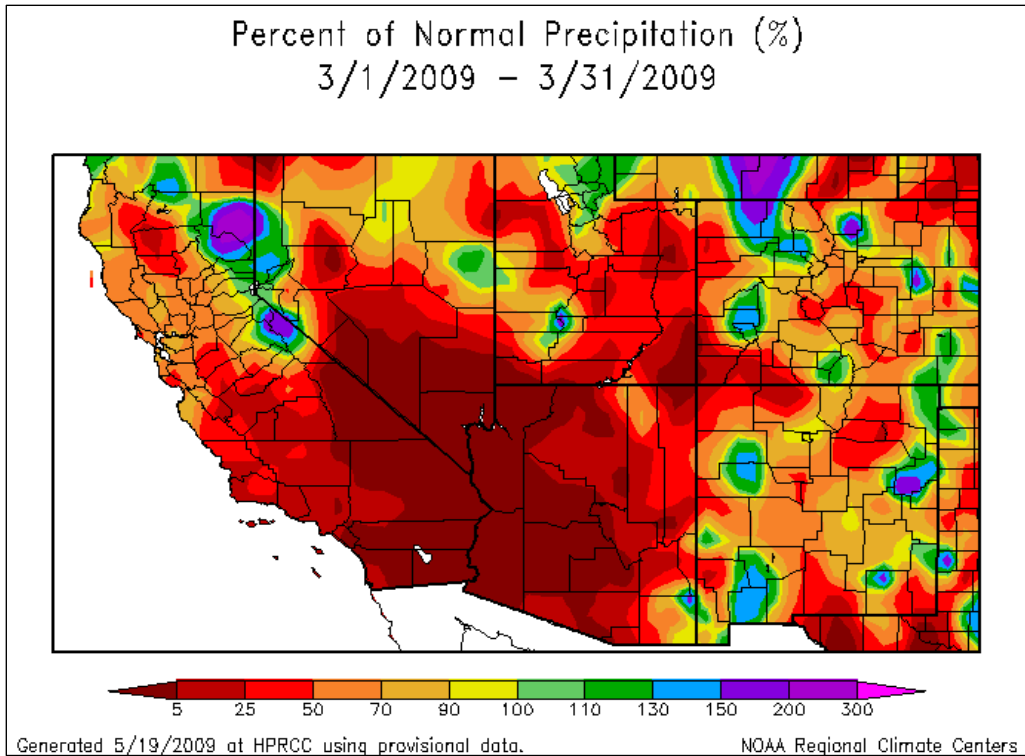 Percent of Normal Precipitation (%)
3/1/2009 – 3/31/2009
5 25 50 70 90 100 110 130 150 200 300
Generated 5/19/2009 at HPRCC using provisional data. NOAA Regional Climate Centers